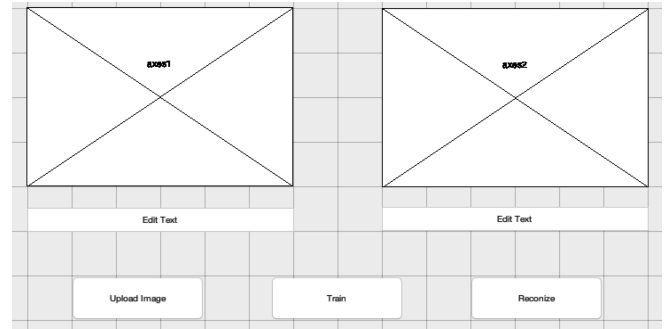 axes1
axes2
Edit Text
Edit Text
Upload Image
Train
Reconize